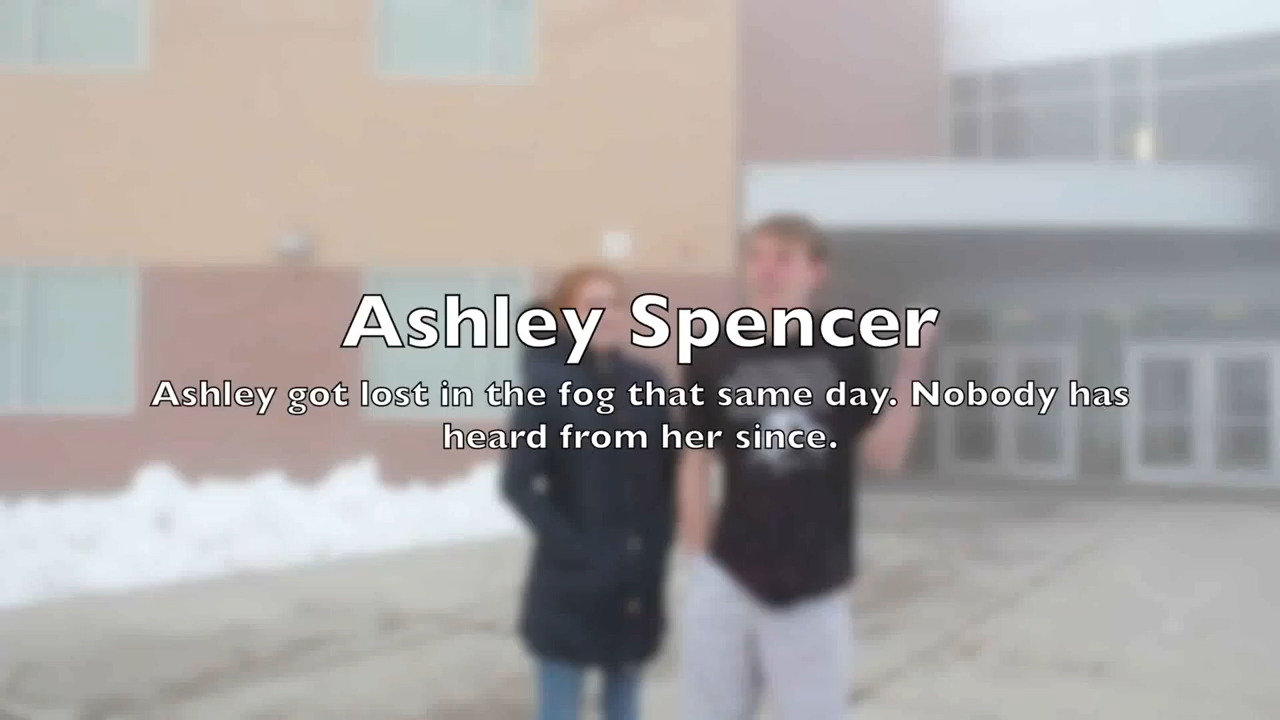 Ashley Spencer
Ashley got lost in the fog that same day. Nobody has
heard from her since.